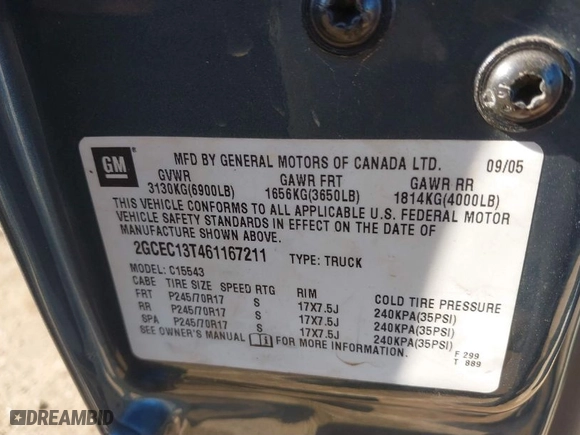 GM
MFD BY GENERAL MOTORS OF CANADA LTD. 09/05
GVWR GAWR FRT GAWR RR
3130KG(6900LB) 1656KG(3650LB) 1814KG(4000LB)
THIS VEHICLE CONFORMS TO ALL APPLICABLE U.S. FEDERAL MOTOR
VEHICLE SAFETY STANDARDS IN EFFECT ON THE DATE OF
MANUFACTURE SHOWN ABOVE.
2GCEC13T461167211 TYPE: TRUCK
MODEL: C15543
CABE TIRE SIZE SPEED RTG RIM COLD TIRE PRESSURE
FRT P245/70R17 S 17X7.5J 240KPA(35PSI)
RR P245/70R17 S 17X7.5J 240KPA(35PSI)
SPA P245/70R17 S 17X7.5J 240KPA(35PSI)
SEE OWNER'S MANUAL FOR MORE INFORMATION.
F 299
T 889
DREAMBID